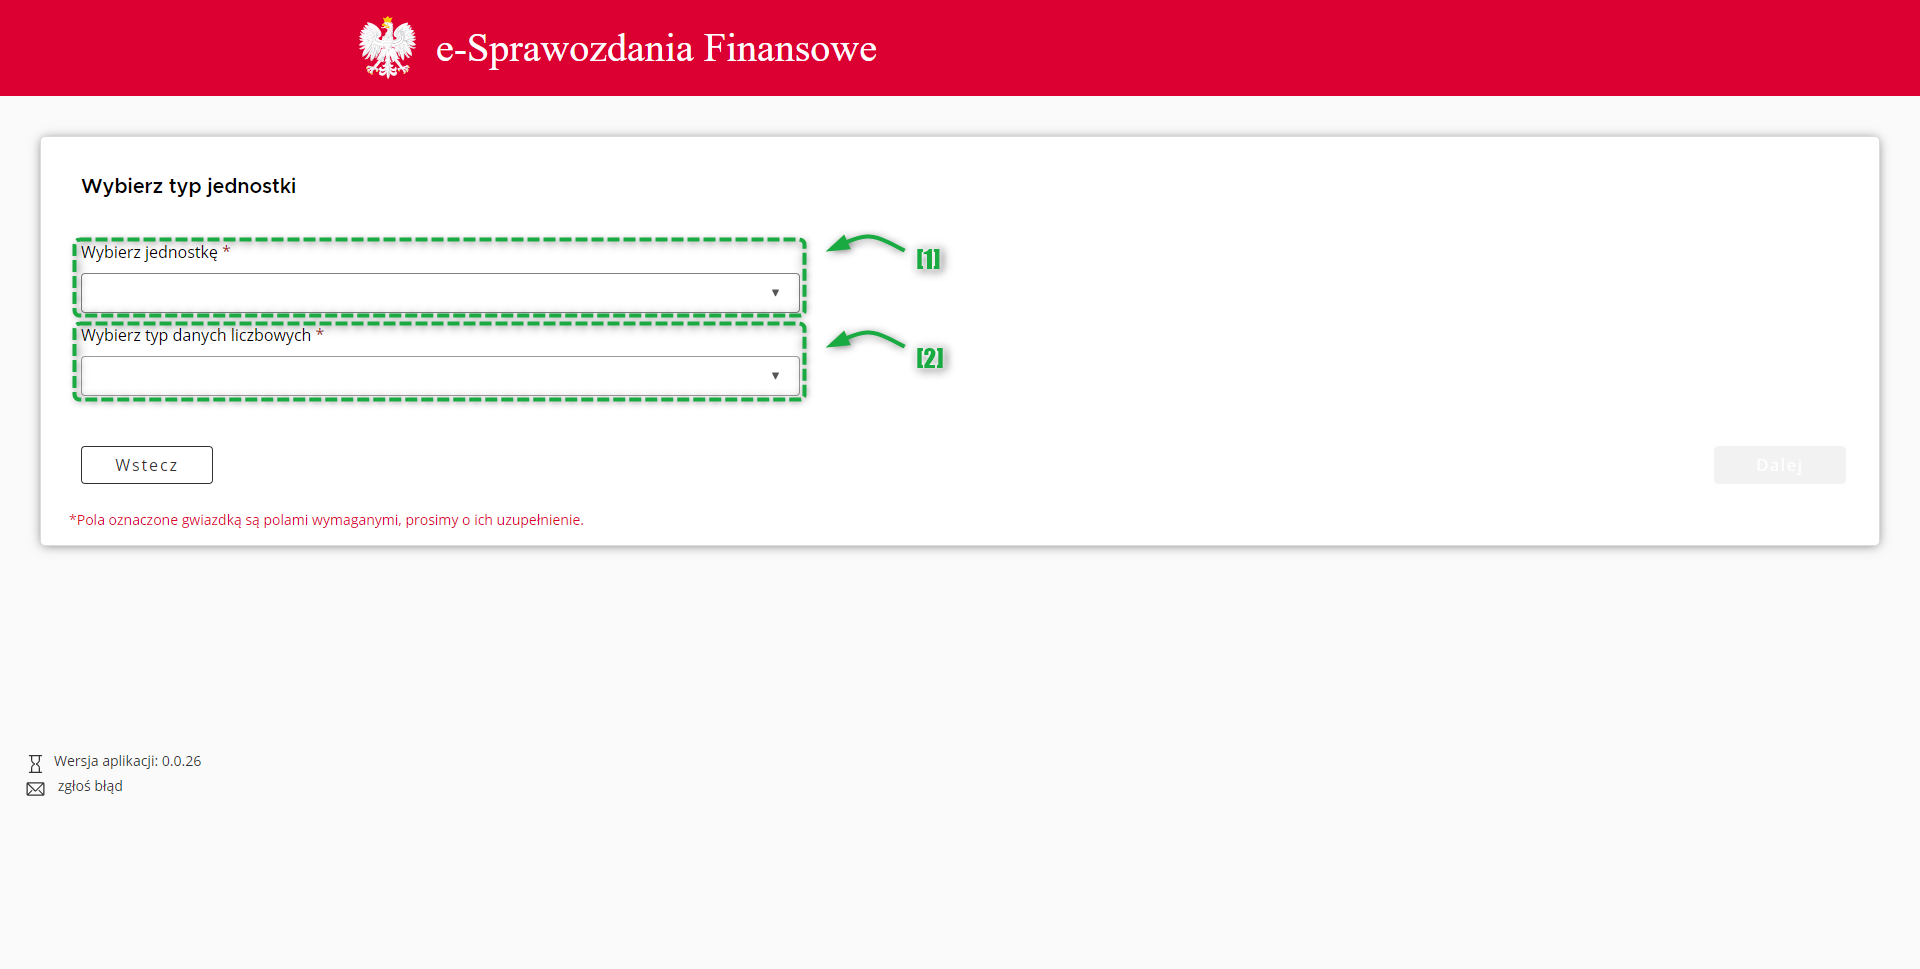 e-Sprawozdania Finansowe
Wybierz typ jednostki
Wybierz jednostkę *
[1]
Wybierz typ danych liczbowych *
[2]
Wstecz
Dalej
*Pola oznaczone gwiazdką są polami wymaganymi, prosimy o ich uzupełnienie.
Wersja aplikacji: 0.0.26
zgłoś błąd